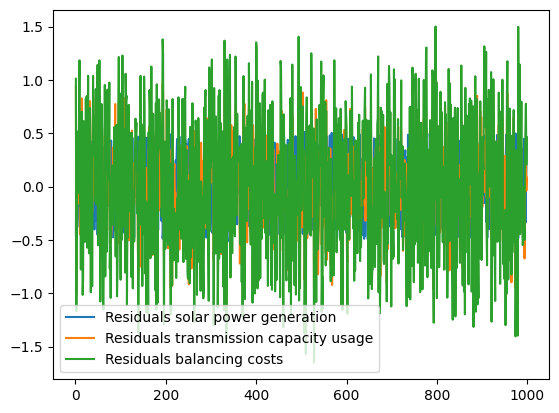 1.5
1.0
0.5
0.0
−0.5
−1.0
−1.5
Residuals solar power generation
Residuals transmission capacity usage
Residuals balancing costs
0 200 400 600 800 1000